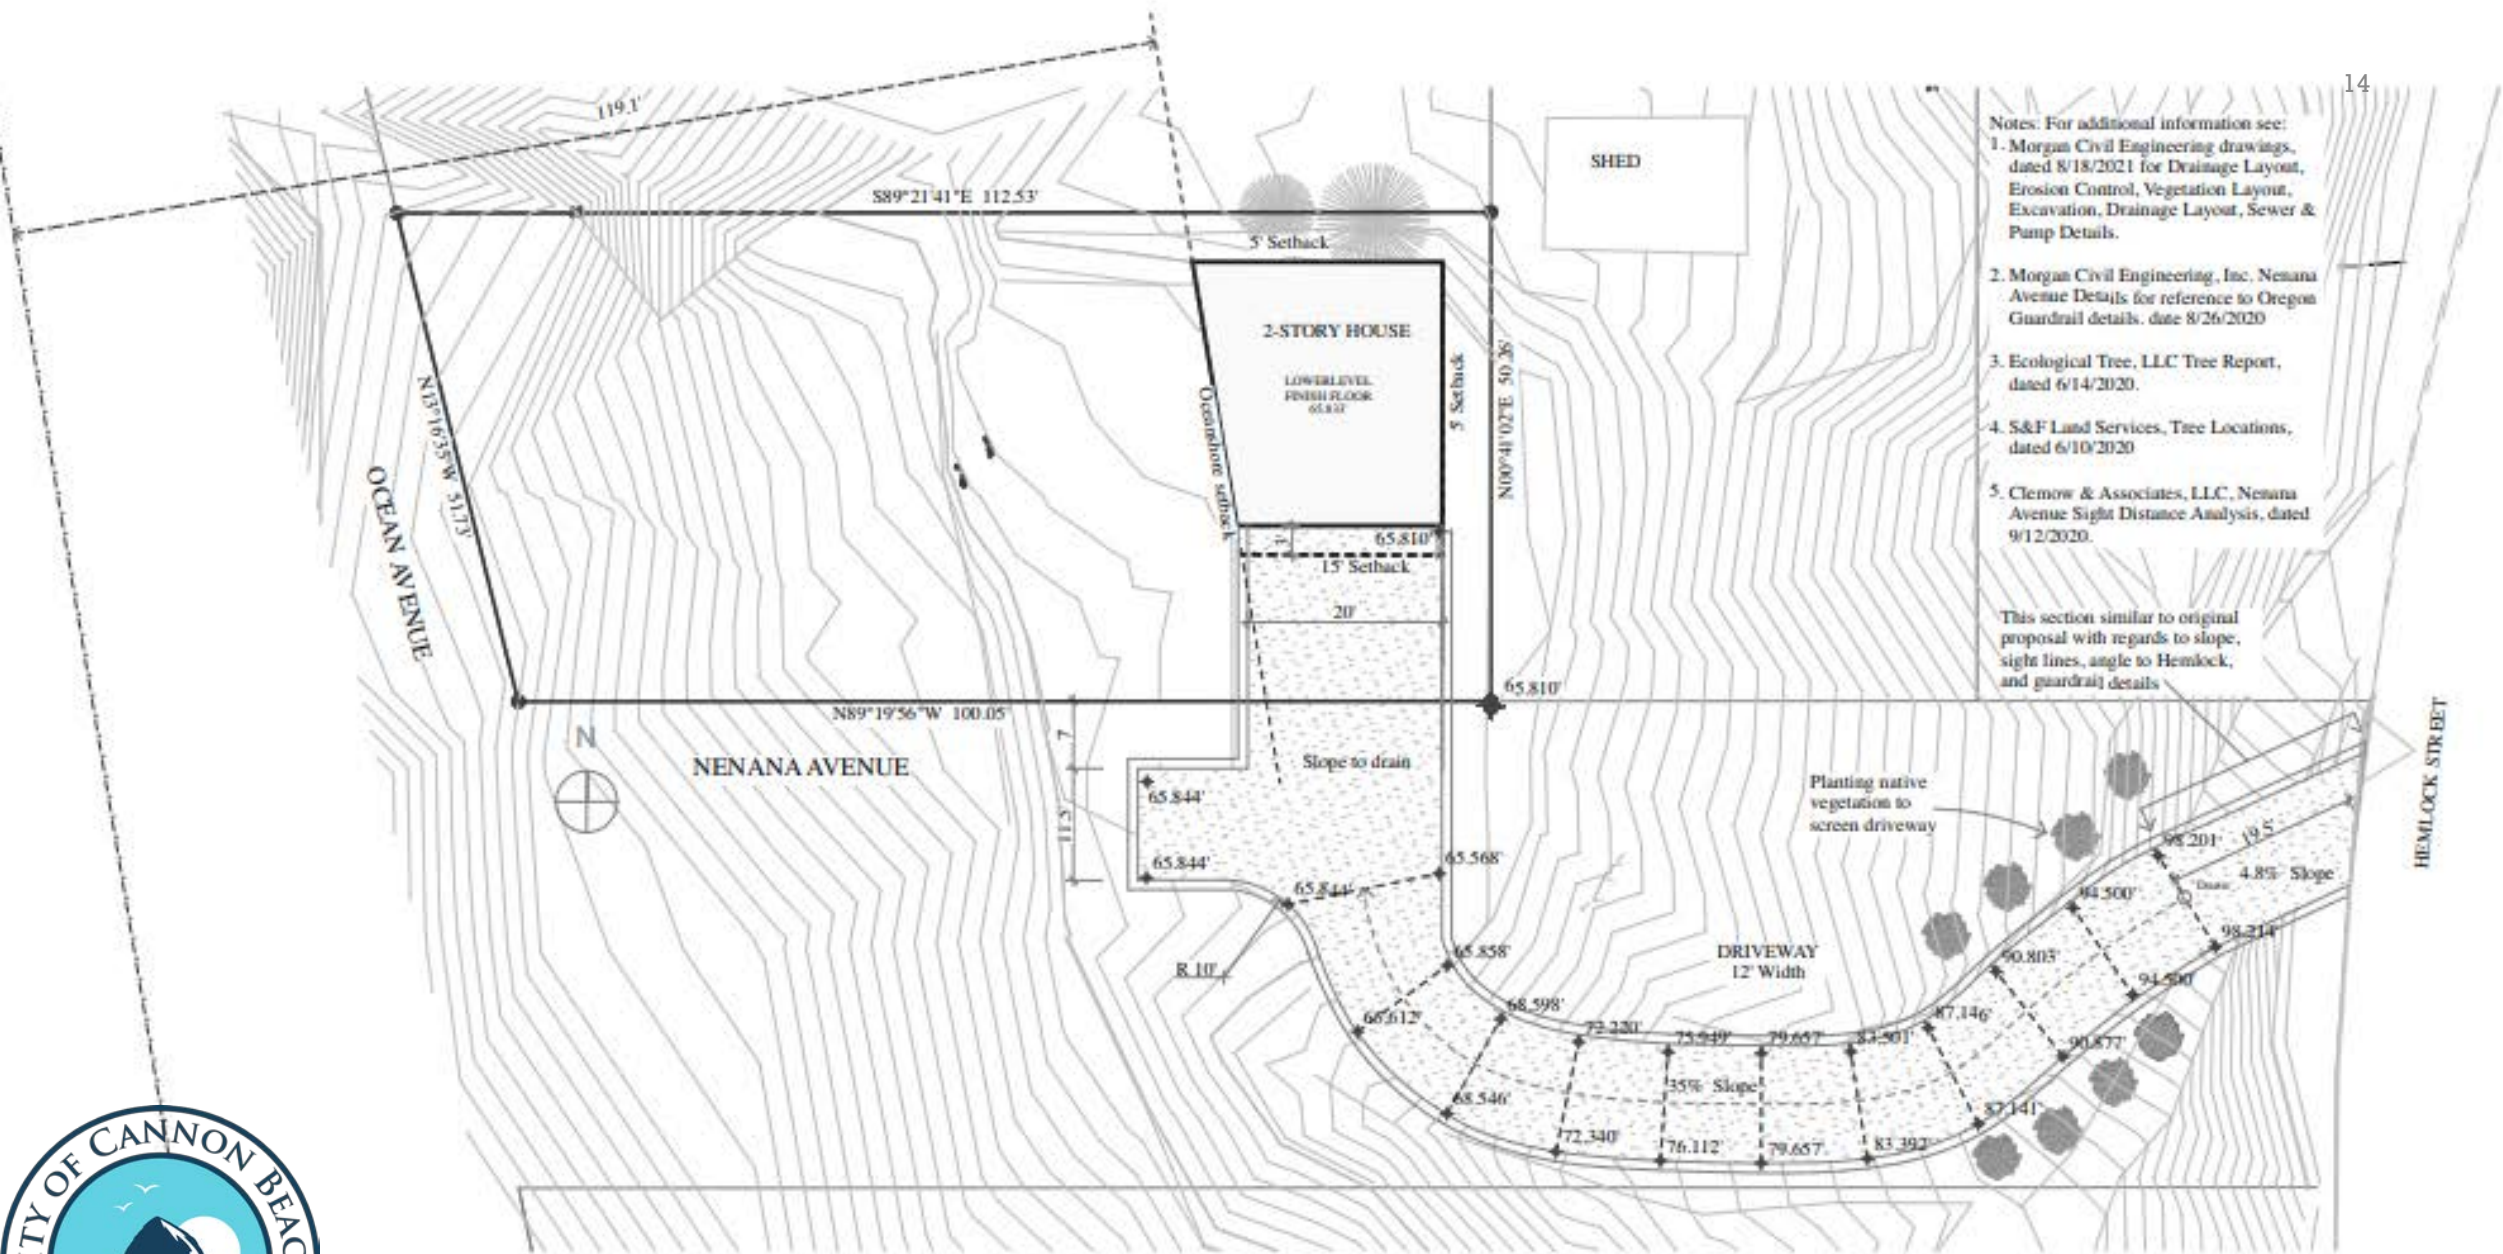 14
119.1'
S89°21'41"E 112.53'
5' Setback
SHED
Notes: For additional information see:
1. Morgan Civil Engineering drawings,
dated 8/18/2021 for Drainage Layout,
Erosion Control, Vegetation Layout,
Excavation, Drainage Layout, Sewer &
Pump Details.
2. Morgan Civil Engineering, Inc. Nenana
Avenue Details for reference to Oregon
Guardrail details. date 8/26/2020
3. Ecological Tree, LLC Tree Report,
dated 6/14/2020.
4. S&F Land Services, Tree Locations,
dated 6/10/2020
5. Clemow & Associates, LLC, Nenana
Avenue Sight Distance Analysis, dated
9/12/2020.
2-STORY HOUSE
LOWER LEVEL
FINISH FLOOR
65.833'
Oceanshore setback
5' Setback
N00°41'02"E 50.26'
N13°16'35"W 51.73'
OCEAN AVENUE
3'
65.810'
15' Setback
20'
This section similar to original
proposal with regards to slope,
sight lines, angle to Hemlock,
and guardrail details
65.810'
N89°19'56"W 100.05'
N
NENANA AVENUE
7'
11.5'
Slope to drain
65.844'
65.844'
65.844'
65.568'
R 10'
65.858'
65.612'
68.598'
68.546'
72.220'
72.340'
75.949'
76.112'
79.657'
79.657'
83.501'
83.392'
87.146'
87.141'
90.803'
90.877'
94.500'
94.500'
98.201'
98.214'
35% Slope
DRIVEWAY
12' Width
Planting native
vegetation to
screen driveway
19.5'
4.8% Slope
Drain
HEMLOCK STREET
CITY OF CANNON BEAC